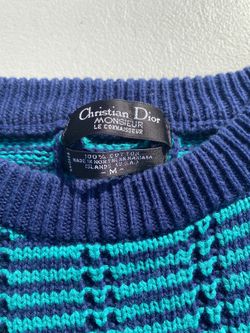 Christian Dior
MONSIEUR
LE CONNAISSEUR
100% COTTON
MADE IN NORTHERN MARIANA
ISLANDS (U.S.A.)
- M -